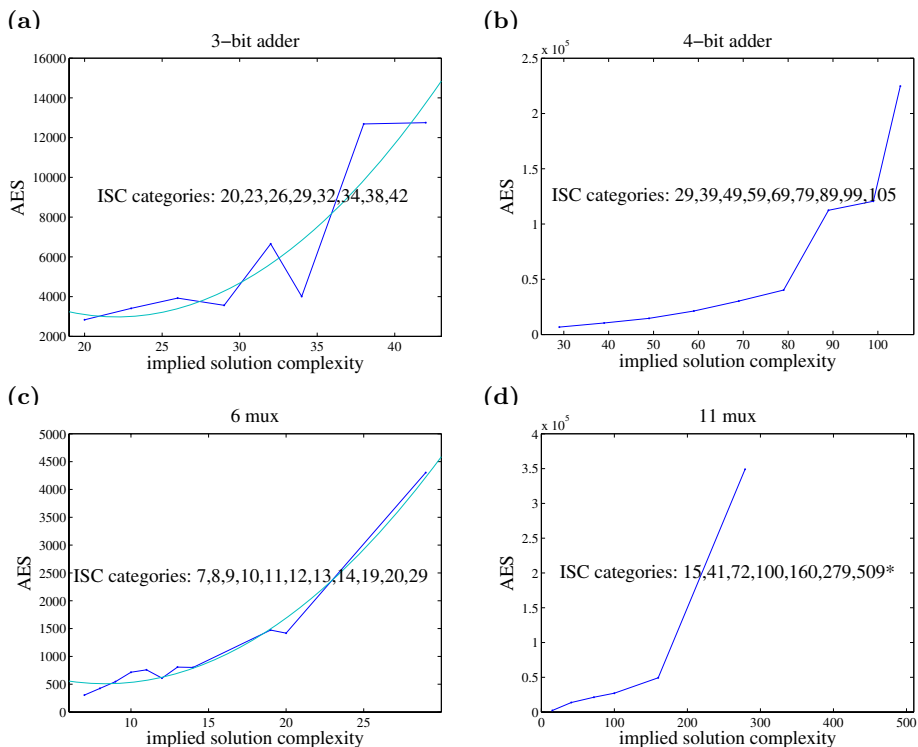 (a)
3−bit adder
16000
14000
12000
10000
8000
6000
4000
2000
AES
ISC categories: 20,23,26,29,32,34,38,42
20 25 30 35 40
implied solution complexity
(b)
4−bit adder
x 10^5
2.5
2
1.5
1
0.5
0
AES
ISC categories: 29,39,49,59,69,79,89,99,105
30 40 50 60 70 80 90 100
implied solution complexity
(c)
6 mux
5000
4500
4000
3500
3000
2500
2000
1500
1000
500
0
AES
ISC categories: 7,8,9,10,11,12,13,14,19,20,29
10 15 20 25
implied solution complexity
(d)
11 mux
x 10^5
4
3.5
3
2.5
2
1.5
1
0.5
0
AES
ISC categories: 15,41,72,100,160,279,509*
0 100 200 300 400 500
implied solution complexity